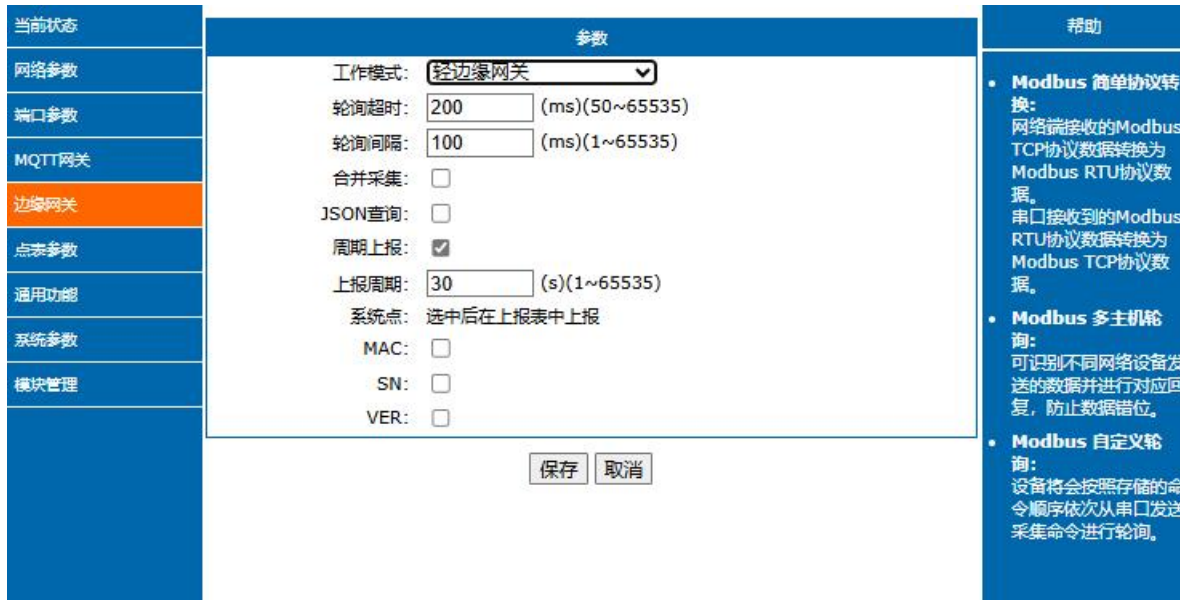 当前状态
网络参数
端口参数
MQTT网关
边缘网关
点表参数
通用功能
系统参数
模块管理
参数
工作模式: 轻边缘网关
轮询超时: 200 (ms)(50~65535)
轮询间隔: 100 (ms)(1~65535)
合并采集:
JSON查询:
周期上报:
上报周期: 30 (s)(1~65535)
系统点: 选中后在上报表中上报
MAC:
SN:
VER:
保存 取消
帮助
Modbus 简单协议转
换:
网络端接收的Modbus
TCP协议数据转换为
Modbus RTU协议数
据。
串口接收到的Modbus
RTU协议数据转换为
Modbus TCP协议数
据。
Modbus 多主机轮
询:
可识别不同网络设备发
送的数据并进行对应回
复，防止数据错位。
Modbus 自定义轮
询:
设备将会按照存储的命
令顺序依次从串口发送
采集命令进行轮询。